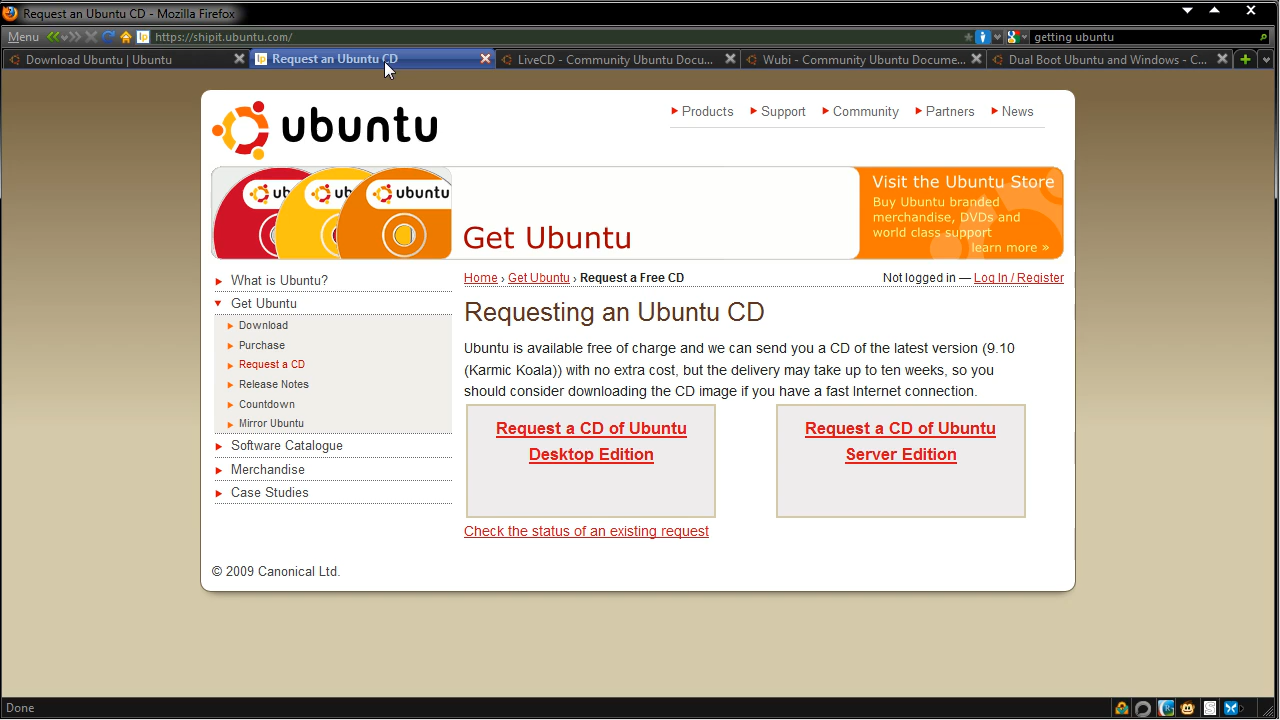 Request an Ubuntu CD - Mozilla Firefox
Menu
https://shipit.ubuntu.com/
getting ubuntu
Download Ubuntu | Ubuntu
Request an Ubuntu CD
LiveCD - Community Ubuntu Docu...
Wubi - Community Ubuntu Docume...
Dual Boot Ubuntu and Windows - C...
ubuntu
Products
Support
Community
Partners
News
ub
ubu
ubuntu
Get Ubuntu
Visit the Ubuntu Store
Buy Ubuntu branded
merchandise, DVDs and
world class support
learn more »
What is Ubuntu?
Get Ubuntu
Download
Purchase
Request a CD
Release Notes
Countdown
Mirror Ubuntu
Software Catalogue
Merchandise
Case Studies
Home › Get Ubuntu › Request a Free CD
Not logged in — Log In / Register
Requesting an Ubuntu CD
Ubuntu is available free of charge and we can send you a CD of the latest version (9.10
(Karmic Koala)) with no extra cost, but the delivery may take up to ten weeks, so you
should consider downloading the CD image if you have a fast Internet connection.
Request a CD of Ubuntu
Desktop Edition
Request a CD of Ubuntu
Server Edition
Check the status of an existing request
© 2009 Canonical Ltd.
Done